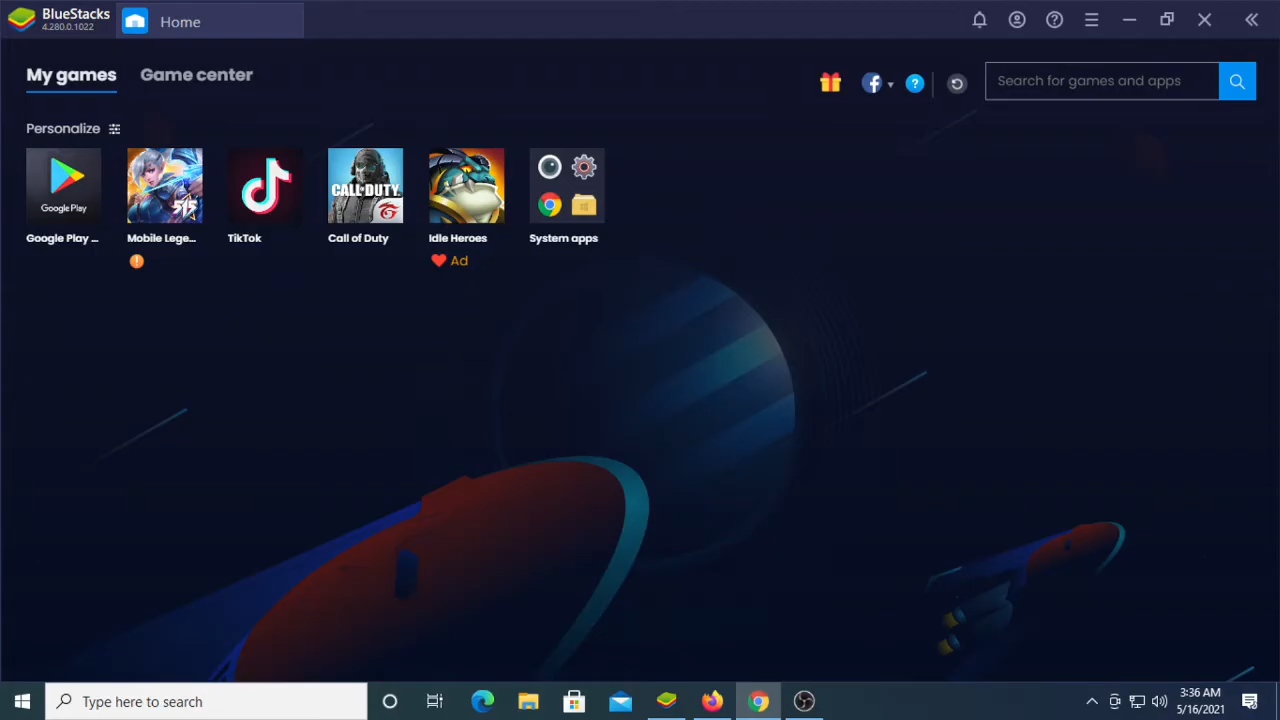 BlueStacks
4.280.0.1022
Home
My games
Game center
Search for games and apps
Personalize
Google Play
515
CALL OF DUTY
Google Play ...
Mobile Lege...
TikTok
Call of Duty
Idle Heroes
System apps
Ad
Type here to search
3:36 AM
5/16/2021